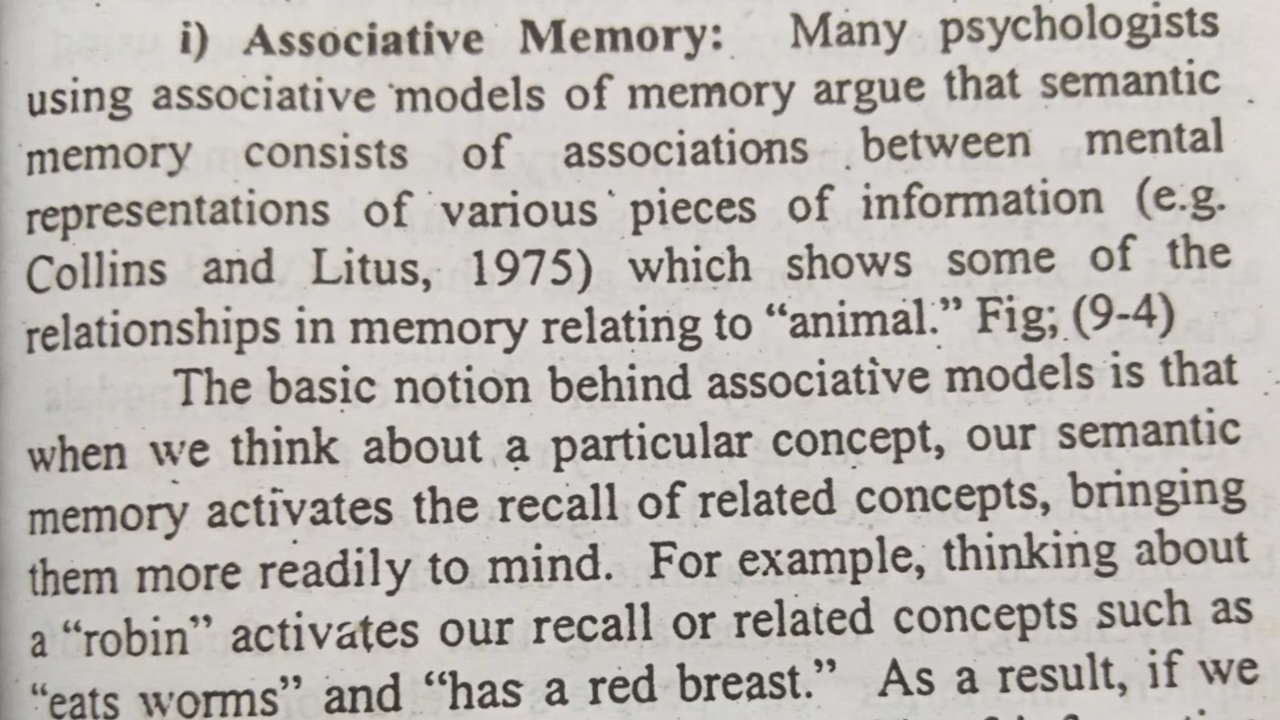 i) Associative Memory: Many psychologists
using associative models of memory argue that semantic
memory consists of associations between mental
representations of various pieces of information (e.g.
Collins and Litus, 1975) which shows some of the
relationships in memory relating to “animal.” Fig; (9-4)
The basic notion behind associative models is that
when we think about a particular concept, our semantic
memory activates the recall of related concepts, bringing
them more readily to mind. For example, thinking about
a “robin” activates our recall or related concepts such as
“eats worms” and “has a red breast.” As a result, if we